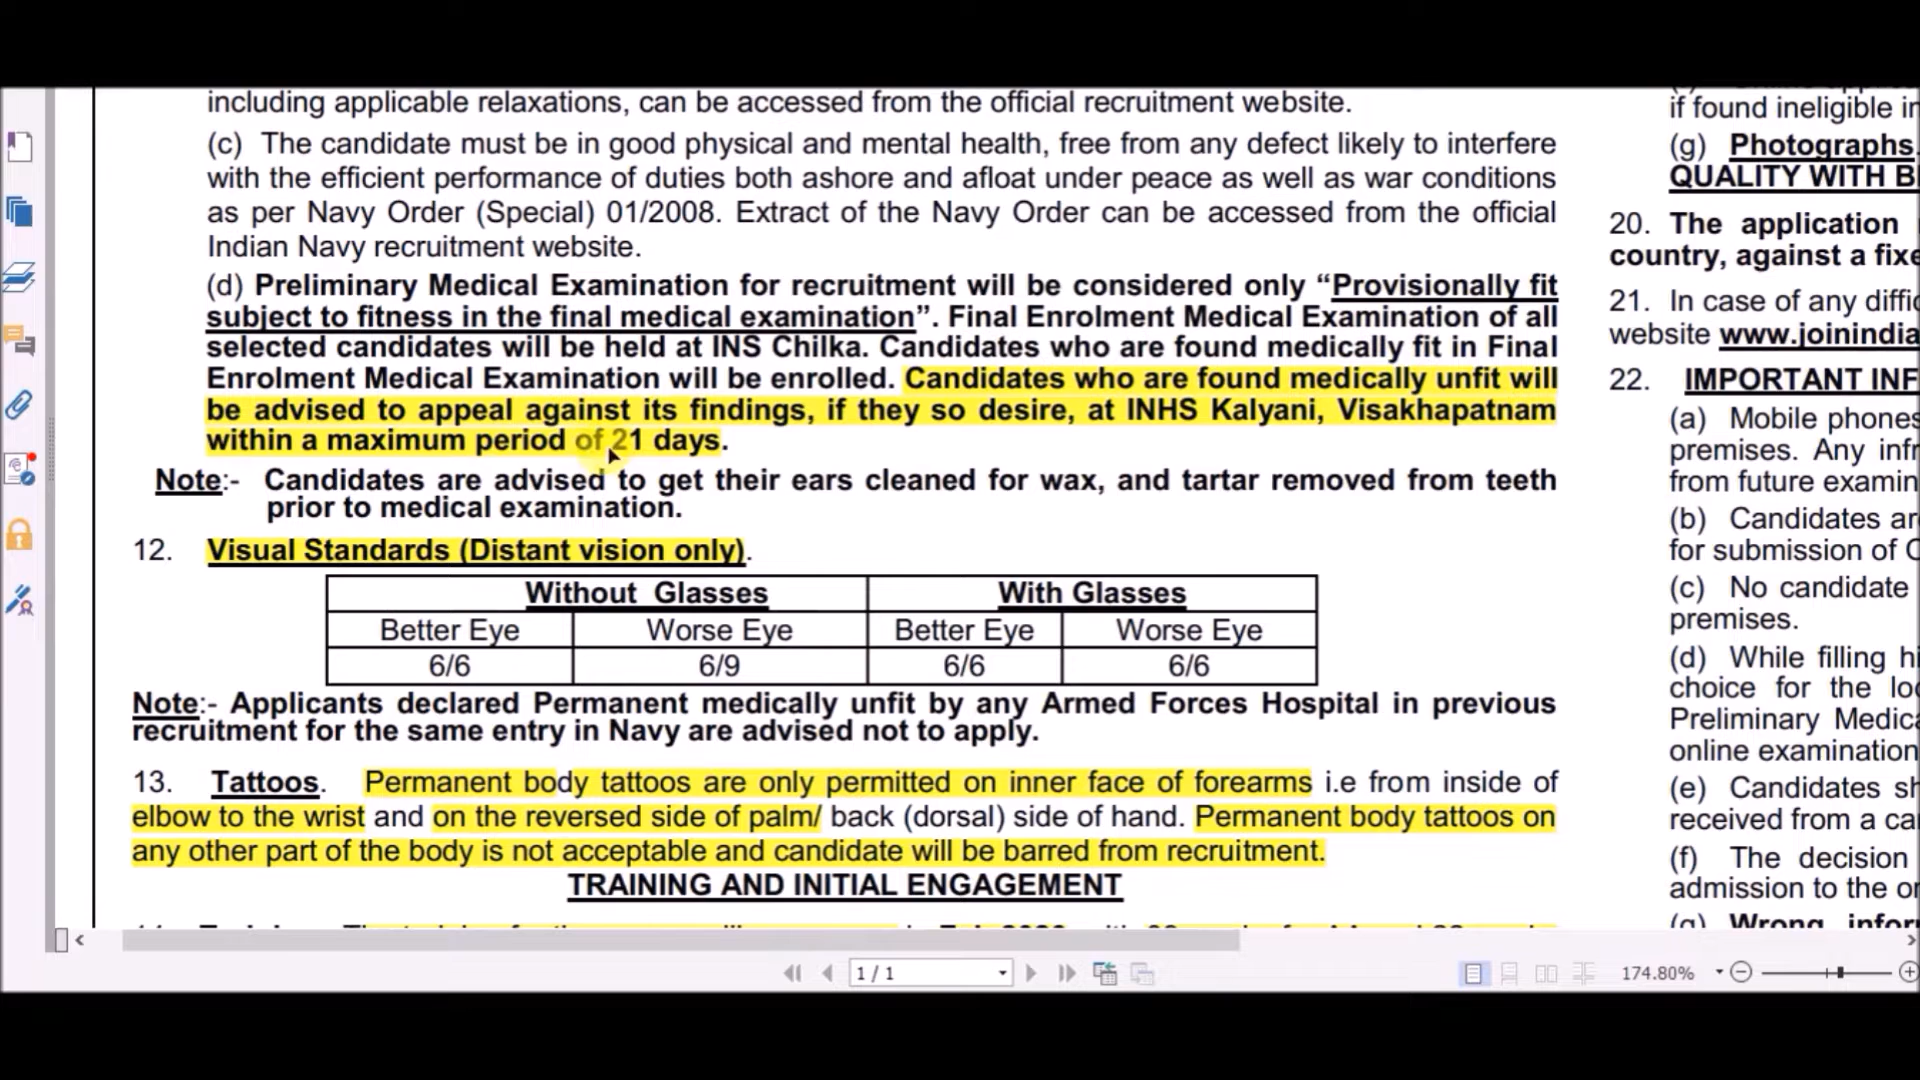 including applicable relaxations, can be accessed from the official recruitment website.
(c) The candidate must be in good physical and mental health, free from any defect likely to interfere
with the efficient performance of duties both ashore and afloat under peace as well as war conditions
as per Navy Order (Special) 01/2008. Extract of the Navy Order can be accessed from the official
Indian Navy recruitment website.
(d) Preliminary Medical Examination for recruitment will be considered only “Provisionally fit
subject to fitness in the final medical examination”. Final Enrolment Medical Examination of all
selected candidates will be held at INS Chilka. Candidates who are found medically fit in Final
Enrolment Medical Examination will be enrolled. Candidates who are found medically unfit will
be advised to appeal against its findings, if they so desire, at INHS Kalyani, Visakhapatnam
within a maximum period of 21 days.
Note:- Candidates are advised to get their ears cleaned for wax, and tartar removed from teeth
prior to medical examination.
12. Visual Standards (Distant vision only).
Without Glasses With Glasses
Better Eye Worse Eye Better Eye Worse Eye
6/6 6/9 6/6 6/6
Note:- Applicants declared Permanent medically unfit by any Armed Forces Hospital in previous
recruitment for the same entry in Navy are advised not to apply.
13. Tattoos. Permanent body tattoos are only permitted on inner face of forearms i.e from inside of
elbow to the wrist and on the reversed side of palm/ back (dorsal) side of hand. Permanent body tattoos on
any other part of the body is not acceptable and candidate will be barred from recruitment.
TRAINING AND INITIAL ENGAGEMENT
if found ineligible
(g) Photographs.
QUALITY WITH
20. The application
country, against a
21. In case of any
website www.joinindia
22. IMPORTANT
(a) Mobile phones
premises. Any
from future
(b) Candidates
for submission of
(c) No candidate
premises.
(d) While filling
choice for the
Preliminary
online examination
(e) Candidates
received from a
(f) The decision
admission to the
(g) Wrong
1 / 1
174.80%